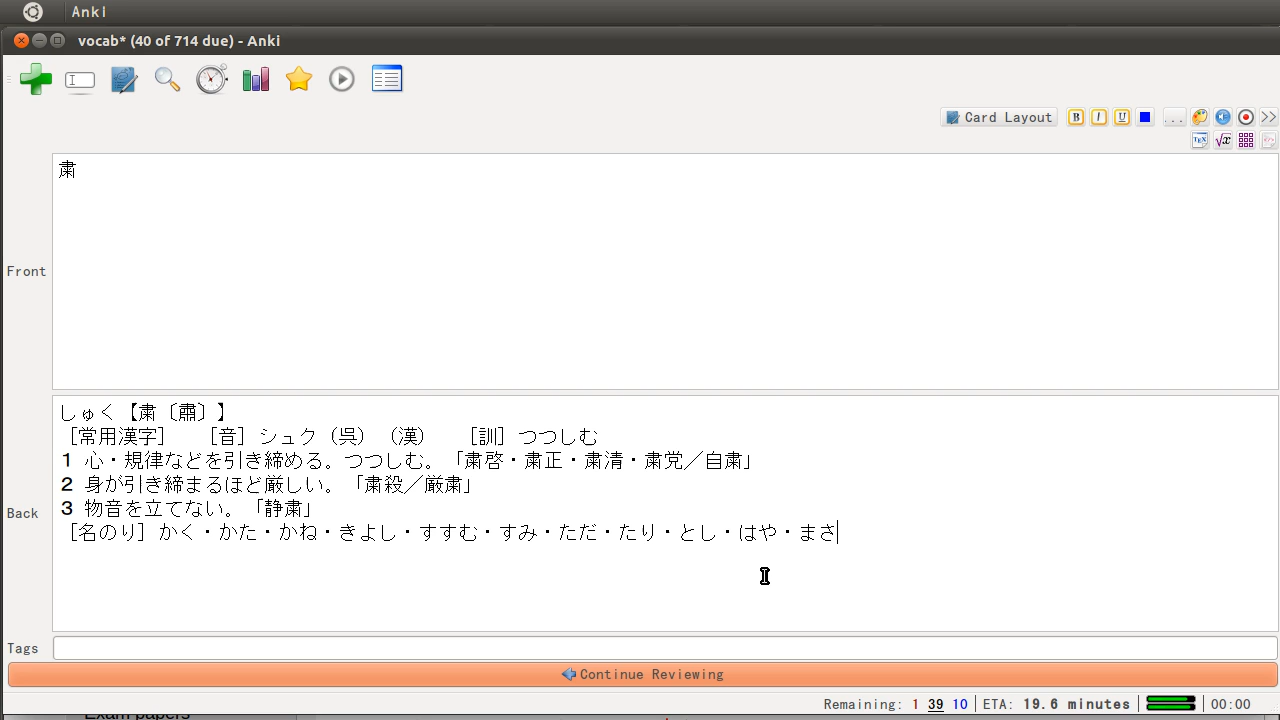 Anki
vocab* (40 of 714 due) - Anki
Card Layout B I U ...
TEX √x
Front
粛
Back
しゅく【粛〔肅〕】
［常用漢字］　［音］シュク（呉）（漢）　［訓］つつしむ
1 心・規律などを引き締める。つつしむ。「粛啓・粛正・粛清・粛党／自粛」
2 身が引き締まるほど厳しい。「粛殺／厳粛」
3 物音を立てない。「静粛」
［名のり］かく・かた・かね・きよし・すすむ・すみ・ただ・たり・とし・はや・まさ
Tags
Continue Reviewing
Remaining: 1 39 10 ETA: 19.6 minutes 00:00
Exam papers